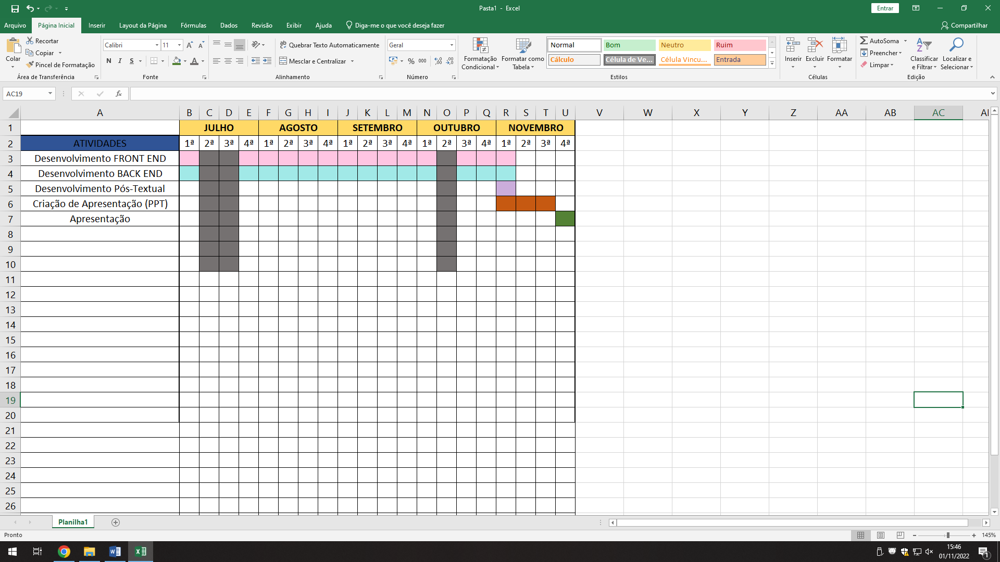 Pasta1 - Excel
Entrar
Arquivo Página Inicial Inserir Layout da Página Fórmulas Dados Revisão Exibir Ajuda Diga-me o que você deseja fazer Compartilhar
Recortar
Copiar
Pincel de Formatação
Colar
Área de Transferência
Calibri 11
N I S
Fonte
Quebrar Texto Automaticamente
Mesclar e Centralizar
Alinhamento
Geral
% 000
Número
Formatação Condicional
Formatar como Tabela
Normal Bom Neutro Ruim
Cálculo Célula de Ve... Célula Vincu... Entrada
Estilos
Inserir Excluir Formatar
Células
AutoSoma
Preencher
Limpar
Classificar e Filtrar
Localizar e Selecionar
Edição
AC19 fx
A B C D E F G H I J K L M N O P Q R S T U V W X Y Z AA AB AC
1 JULHO AGOSTO SETEMBRO OUTUBRO NOVEMBRO
2 ATIVIDADES 1ª 2ª 3ª 4ª 1ª 2ª 3ª 4ª 1ª 2ª 3ª 4ª 1ª 2ª 3ª 4ª 1ª 2ª 3ª 4ª
3 Desenvolvimento FRONT END
4 Desenvolvimento BACK END
5 Desenvolvimento Pós-Textual
6 Criação de Apresentação (PPT)
7 Apresentação
8
9
10
11
12
13
14
15
16
17
18
19
20
21
22
23
24
25
26
Planilha1
Pronto
145%
15:46
01/11/2022
1